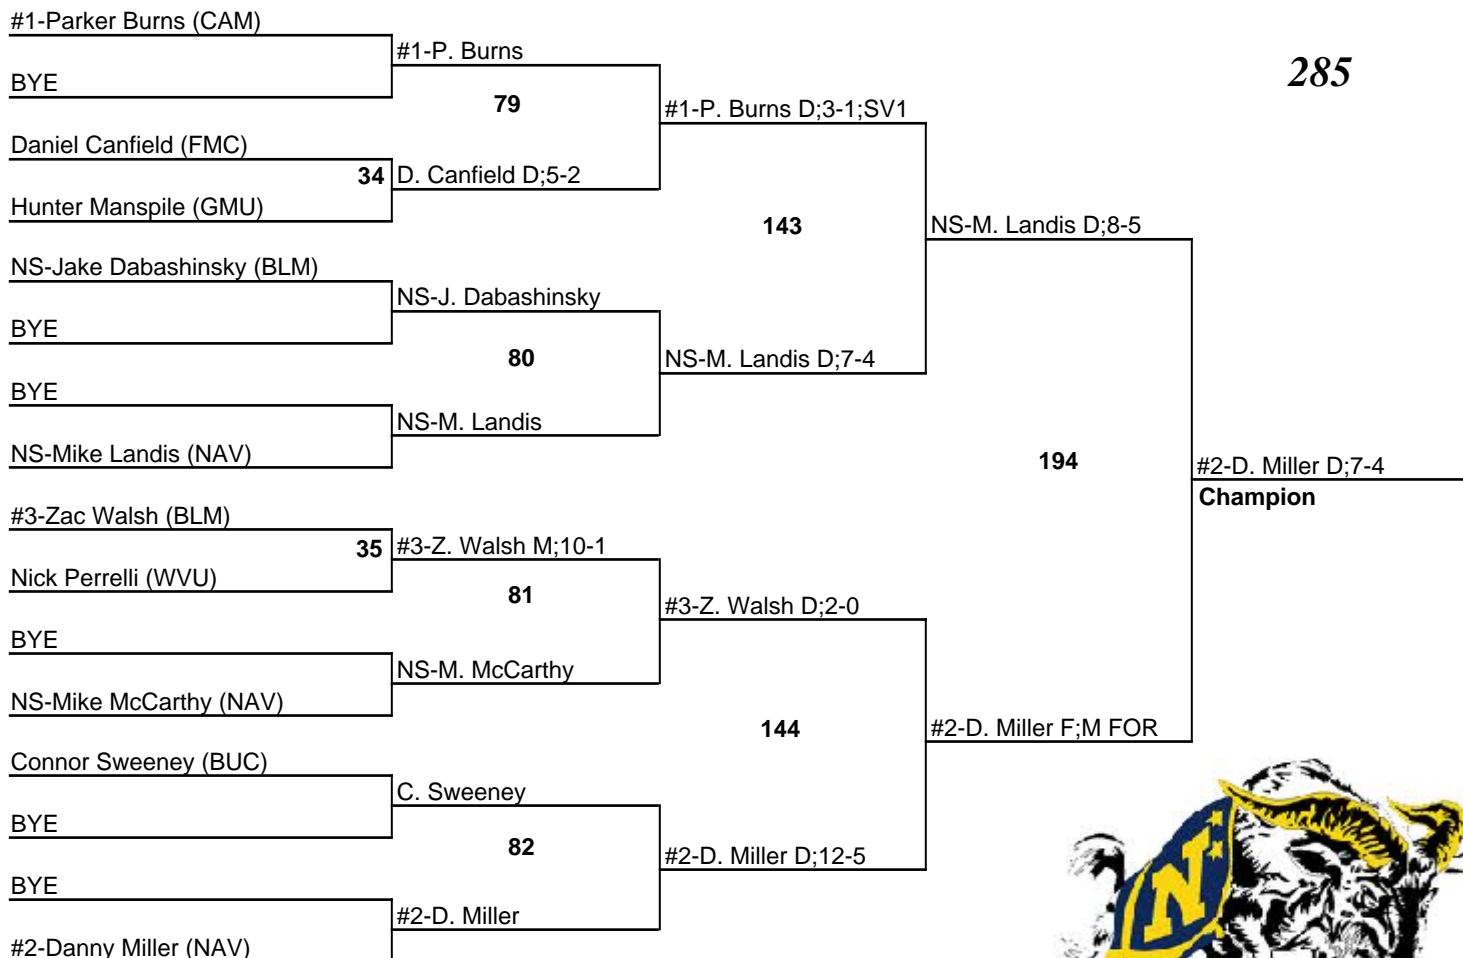 #1-Parker Burns (CAM)
BYE
Daniel Canfield (FMC)
Hunter Manspile (GMU)
NS-Jake Dabashinsky (BLM)
BYE
BYE
NS-Mike Landis (NAV)
#3-Zac Walsh (BLM)
Nick Perrelli (WVU)
BYE
NS-Mike McCarthy (NAV)
Connor Sweeney (BUC)
BYE
BYE
#2-Danny Miller (NAV)
34
35
#1-P. Burns
D. Canfield D;5-2
NS-J. Dabashinsky
NS-M. Landis
#3-Z. Walsh M;10-1
NS-M. McCarthy
C. Sweeney
#2-D. Miller
79
80
81
82
#1-P. Burns D;3-1;SV1
NS-M. Landis D;7-4
#3-Z. Walsh D;2-0
#2-D. Miller D;12-5
143
144
NS-M. Landis D;8-5
#2-D. Miller F;M FOR
194
#2-D. Miller D;7-4
Champion
285
N